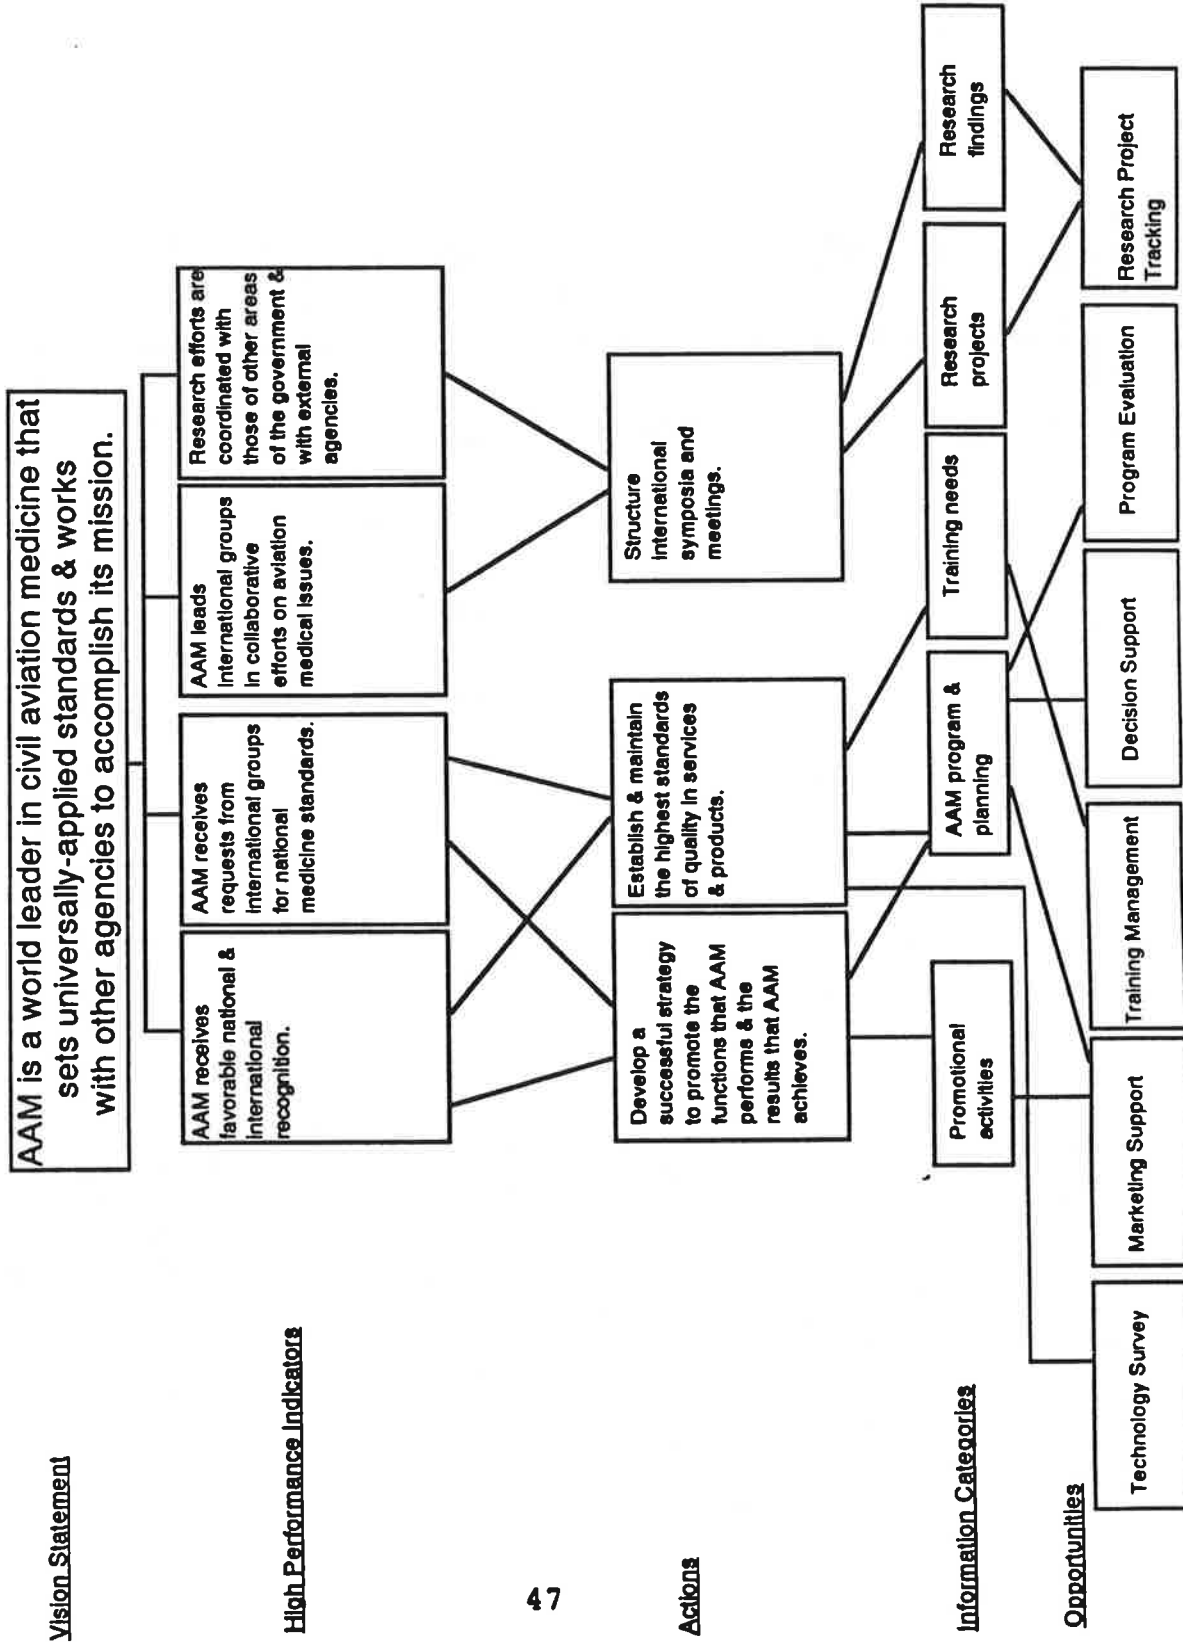 Vision Statement
AAM is a world leader in civil aviation medicine that
sets universally-applied standards & works
with other agencies to accomplish its mission.
High Performance Indicators
AAM receives
favorable national &
international
recognition.
AAM receives
requests from
international groups
for national
medicine standards.
AAM leads
international groups
in collaborative
efforts on aviation
medical issues.
Research efforts are
coordinated with
those of other areas
of the government &
with external
agencies.
47
Actions
Develop a
successful strategy
to promote the
functions that AAM
performs & the
results that AAM
achieves.
Establish & maintain
the highest standards
of quality in services
& products.
Structure
international
symposia and
meetings.
Information Categories
Promotional
activities
AAM program &
planning
Training needs
Research
projects
Research
findings
Opportunities
Technology Survey
Marketing Support
Training Management
Decision Support
Program Evaluation
Research Project
Tracking